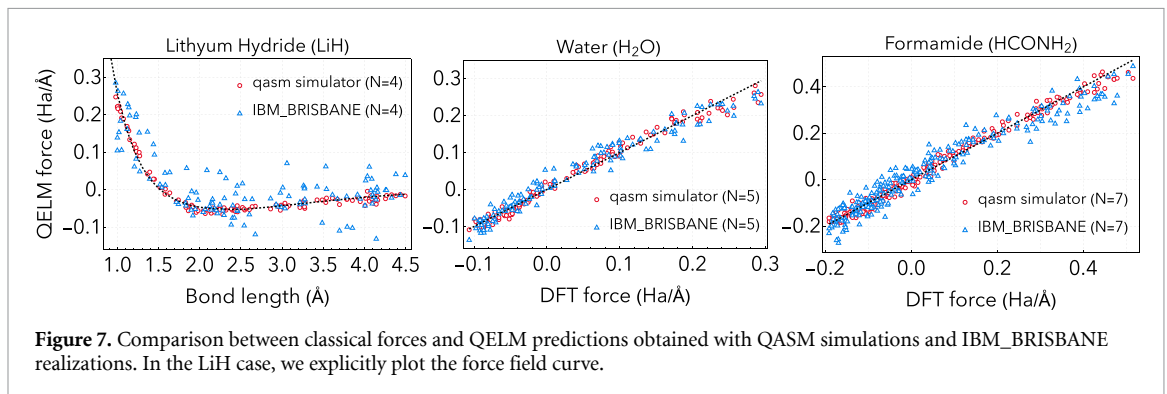 Lithyum Hydride (LiH)
Water (H₂O)
Formamide (HCONH₂)
QELM force (Ha/Å)
0.3
0.2
0.1
0.
−0.1
qasm simulator (N=4)
IBM_BRISBANE (N=4)
1.0 1.5 2.0 2.5 3.0 3.5 4.0 4.5
Bond length (Å)
0.3
0.2
0.1
0.0
−0.1
qasm simulator (N=5)
IBM_BRISBANE (N=5)
−0.1 0.0 0.1 0.2 0.3
DFT force (Ha/Å)
0.4
0.2
0.
−0.2
qasm simulator (N=7)
IBM_BRISBANE (N=7)
−0.2 0.0 0.2 0.4
DFT force (Ha/Å)
Figure 7. Comparison between classical forces and QELM predictions obtained with QASM simulations and IBM_BRISBANE
realizations. In the LiH case, we explicitly plot the force field curve.